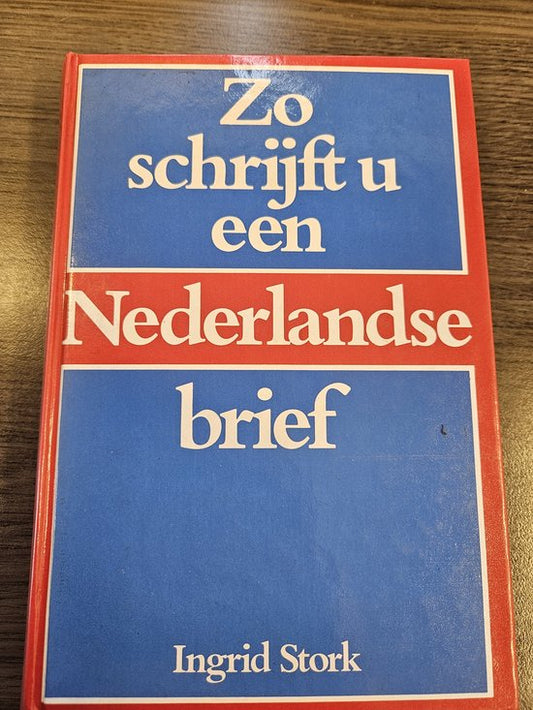 Zo
schrijft u
een
Nederlandse
brief
Ingrid Stork